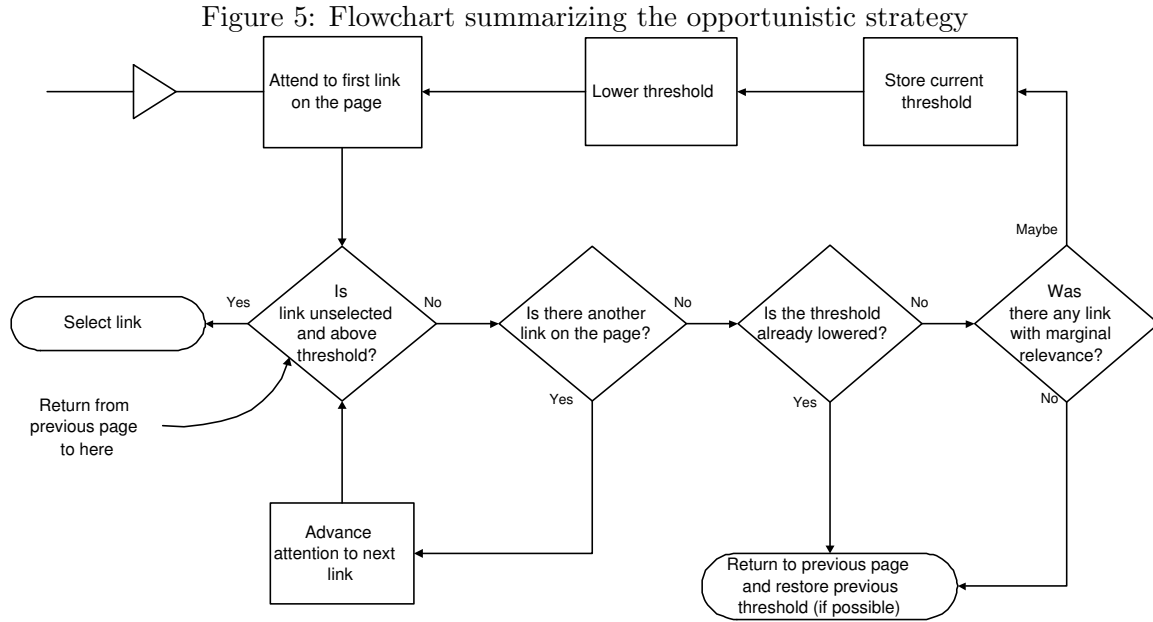 Figure 5: Flowchart summarizing the opportunistic strategy
Attend to first link
on the page
Lower threshold
Store current
threshold
Maybe
Select link
Yes
Is
link unselected
and above
threshold?
No
Is there another
link on the page?
No
Is the threshold
already lowered?
No
Was
there any link
with marginal
relevance?
Yes
Yes
No
Return from
previous page
to here
Advance
attention to next
link
Return to previous page
and restore previous
threshold (if possible)